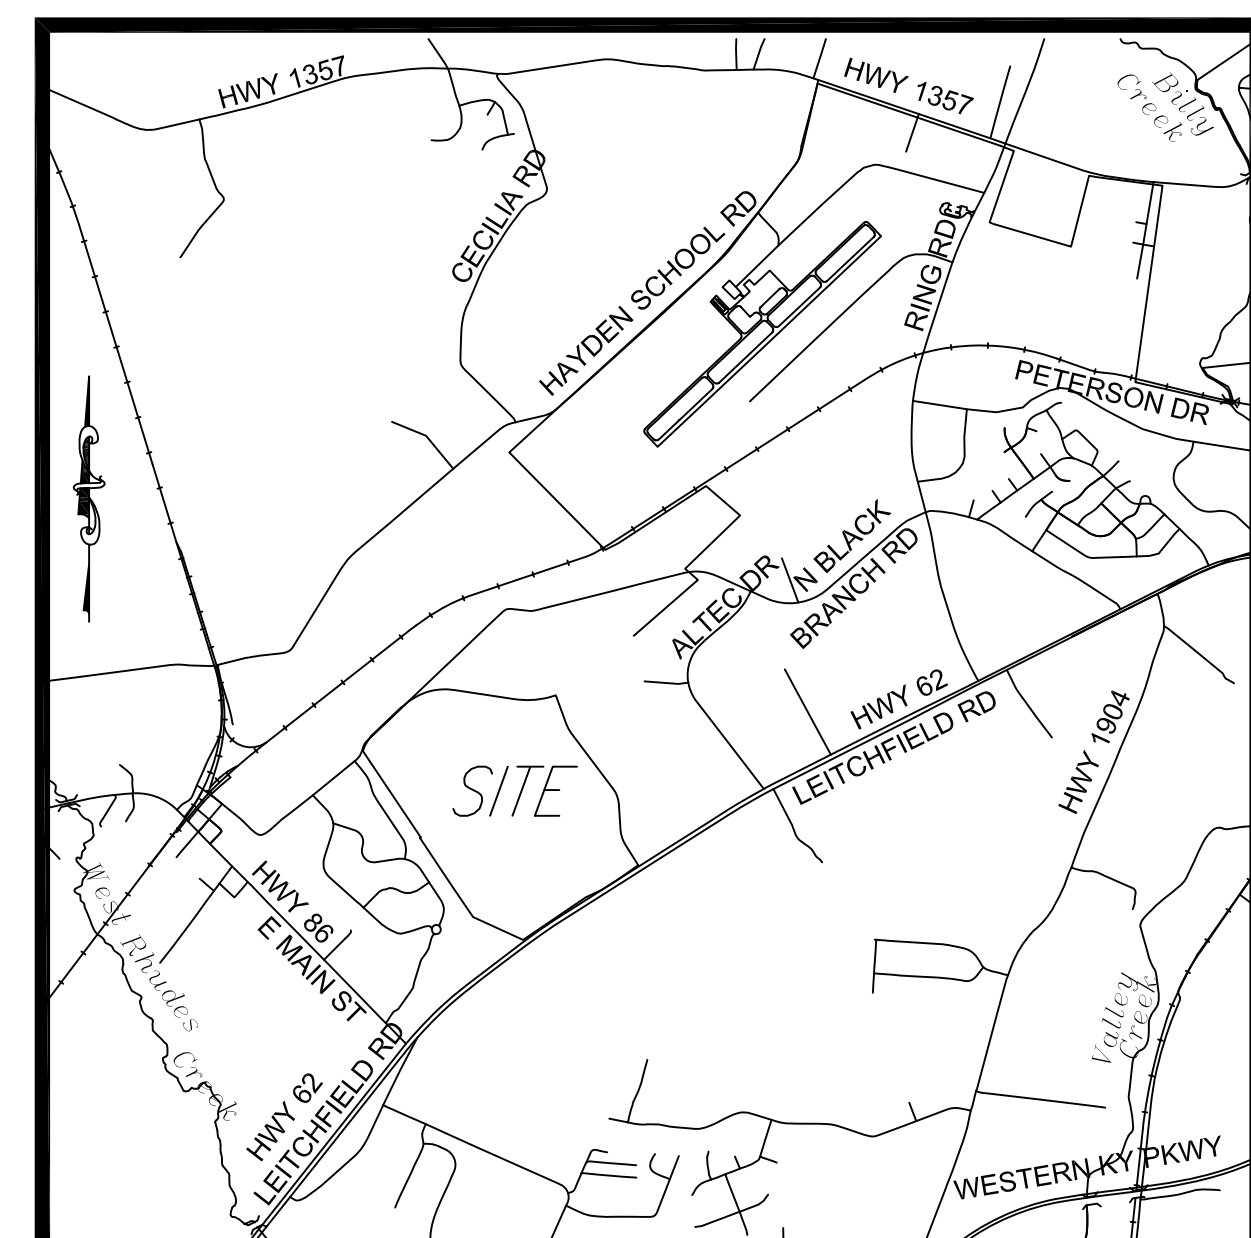 HWY 1357
HWY 1357
Billy
Creek
CECILIA RD
HAYDEN SCHOOL RD
RING RD
PETERSON DR
N BLACK
BRANCH RD
ALTEC DR
HWY 62
LEITCHFIELD RD
HWY 1904
SITE
HWY 86
E MAIN ST
West Rhudes Creek
Valley
Creek
HWY 62
LEITCHFIELD RD
WESTERN KY PKWY